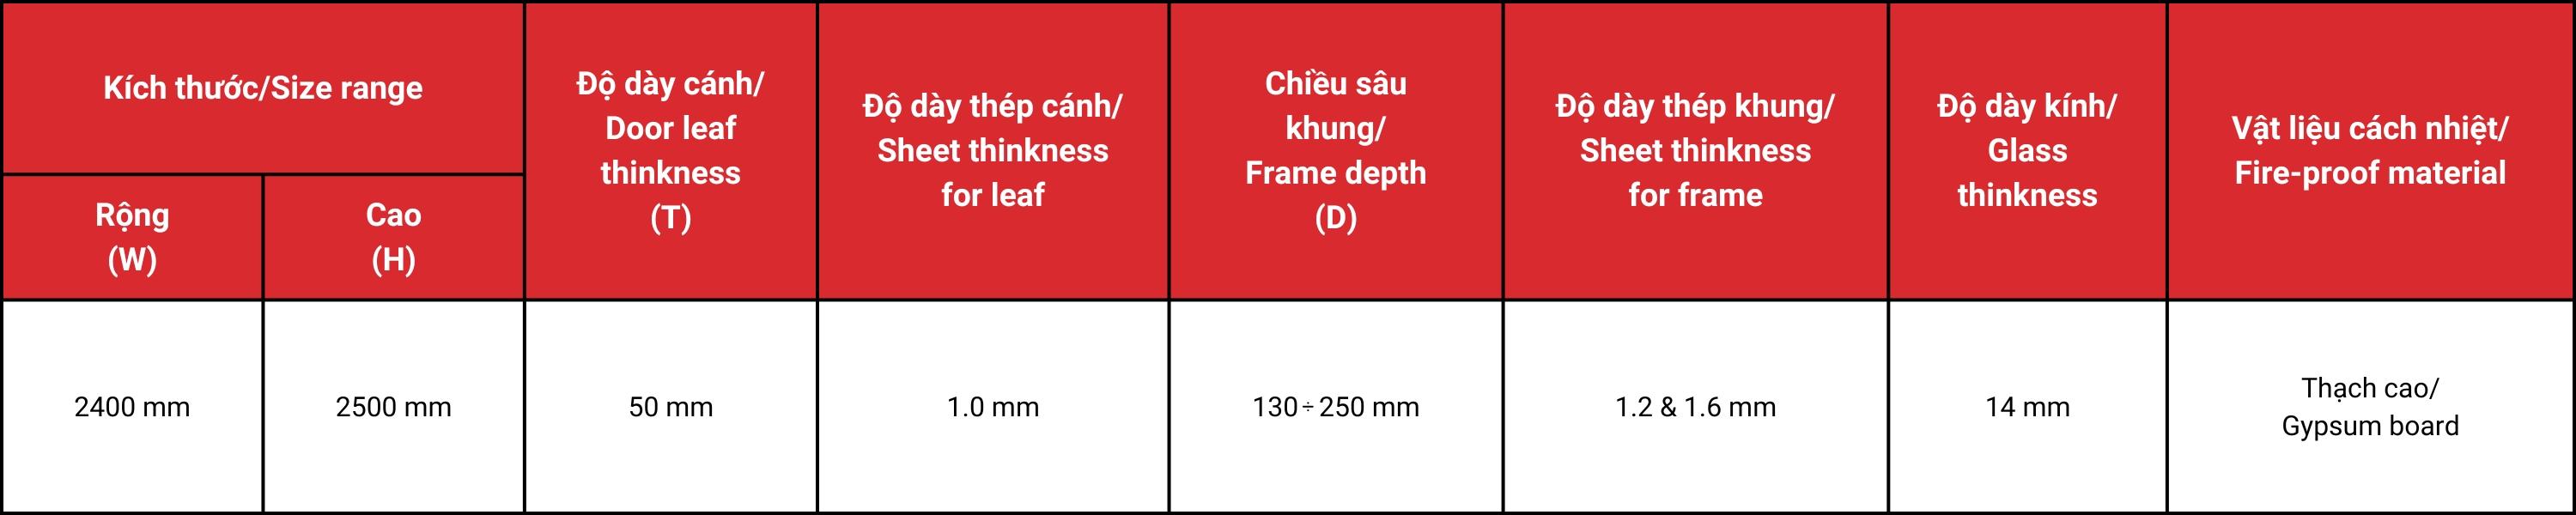 Kích thước/Size range
Rộng
(W)
Cao
(H)
Độ dày cánh/
Door leaf
thinkness
(T)
Độ dày thép cánh/
Sheet thinkness
for leaf
Chiều sâu
khung/
Frame depth
(D)
Độ dày thép khung/
Sheet thinkness
for frame
Độ dày kính/
Glass
thinkness
Vật liệu cách nhiệt/
Fire-proof material
2400 mm
2500 mm
50 mm
1.0 mm
130 ÷ 250 mm
1.2 & 1.6 mm
14 mm
Thạch cao/
Gypsum board